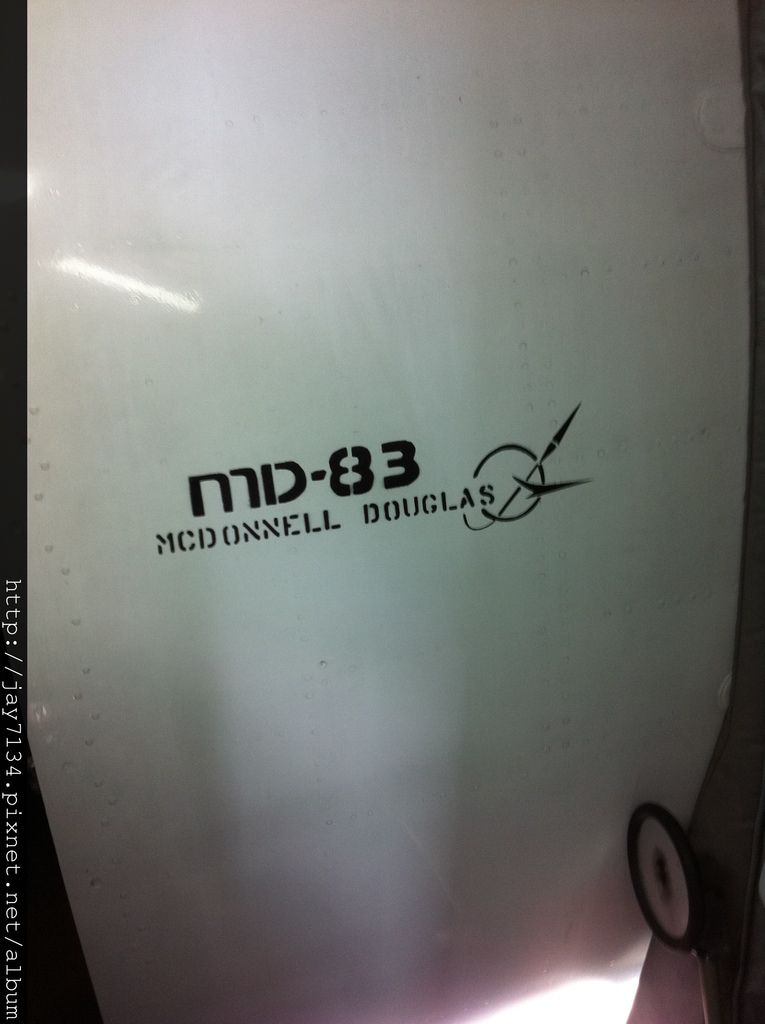 MD-83
MCDONNELL DOUGLAS
http://jay7134.pixnet.net/album